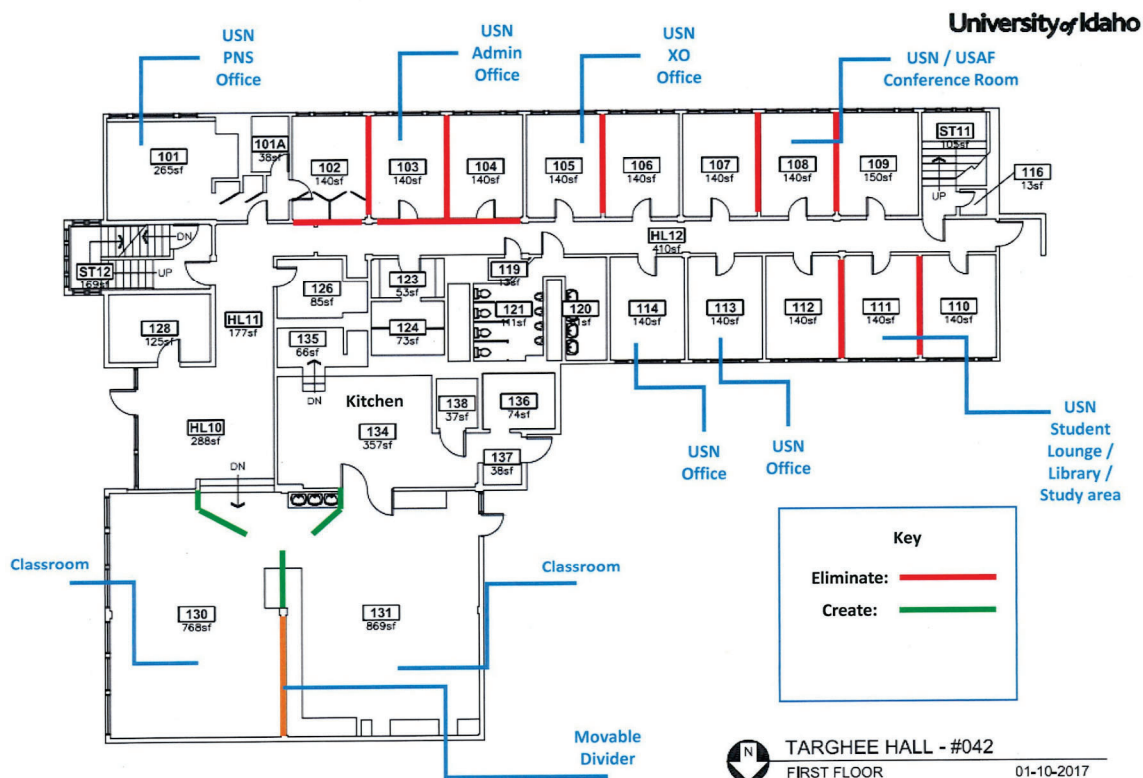 University of Idaho
USN
PNS
Office
USN
Admin
Office
USN
XO
Office
USN / USAF
Conference Room
101
265sf
101A
38sf
102
140sf
103
140sf
104
140sf
105
140sf
106
140sf
107
140sf
108
140sf
109
150sf
ST11
105sf
UP
116
13sf
DN
ST12
169sf
UP
HL12
410sf
HL11
177sf
126
85sf
123
53sf
124
73sf
119
13sf
121
120
114
140sf
113
140sf
112
140sf
111
140sf
110
140sf
128
125sf
135
66sf
DN
Kitchen
134
357sf
138
37sf
136
74sf
137
38sf
HL10
288sf
DN
USN
Office
USN
Office
USN
Student
Lounge /
Library /
Study area
Classroom
130
768sf
131
869sf
Classroom
Movable
Divider
Key
Eliminate:
Create:
N
TARGHEE HALL - #042
FIRST FLOOR
01-10-2017